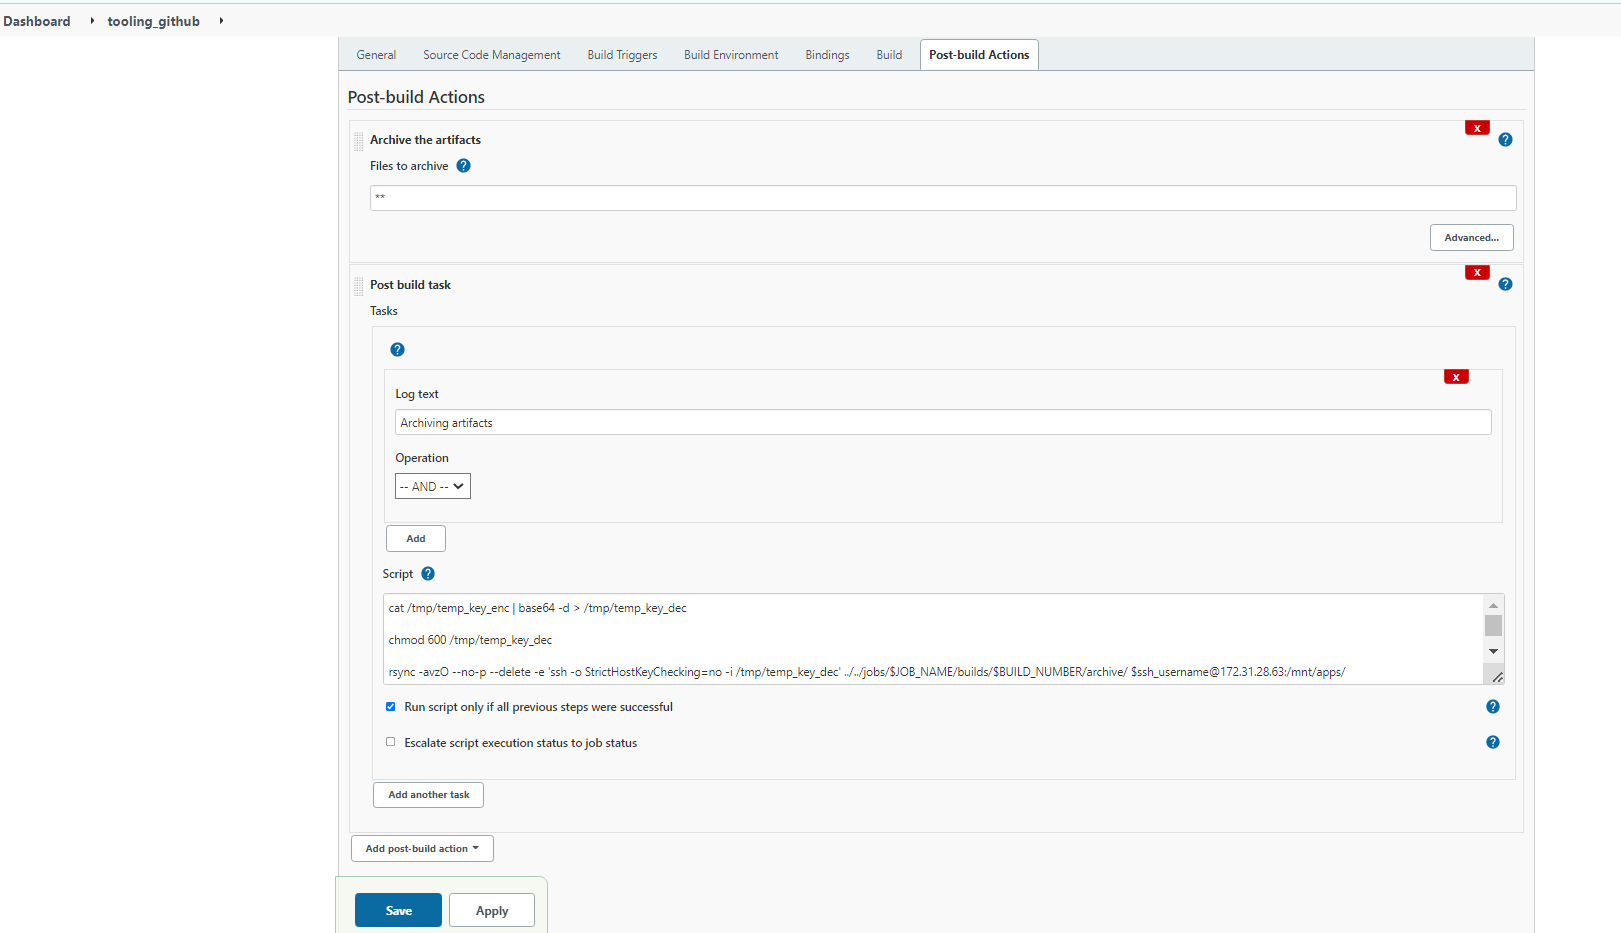 Dashboard
tooling_github
General Source Code Management Build Triggers Build Environment Bindings Build Post-build Actions
Post-build Actions
x
Archive the artifacts
?
Files to archive ?
**
Advanced...
x
Post build task
?
Tasks
?
x
Log text
Archiving artifacts
Operation
-- AND --
Add
Script ?
cat /tmp/temp_key_enc | base64 -d > /tmp/temp_key_dec
chmod 600 /tmp/temp_key_dec
rsync -avzO --no-p --delete -e 'ssh -o StrictHostKeyChecking=no -i /tmp/temp_key_dec' ../../jobs/$JOB_NAME/builds/$BUILD_NUMBER/archive/ $ssh_username@172.31.28.63:/mnt/apps/
Run script only if all previous steps were successful ?
Escalate script execution status to job status ?
Add another task
Add post-build action
Save Apply